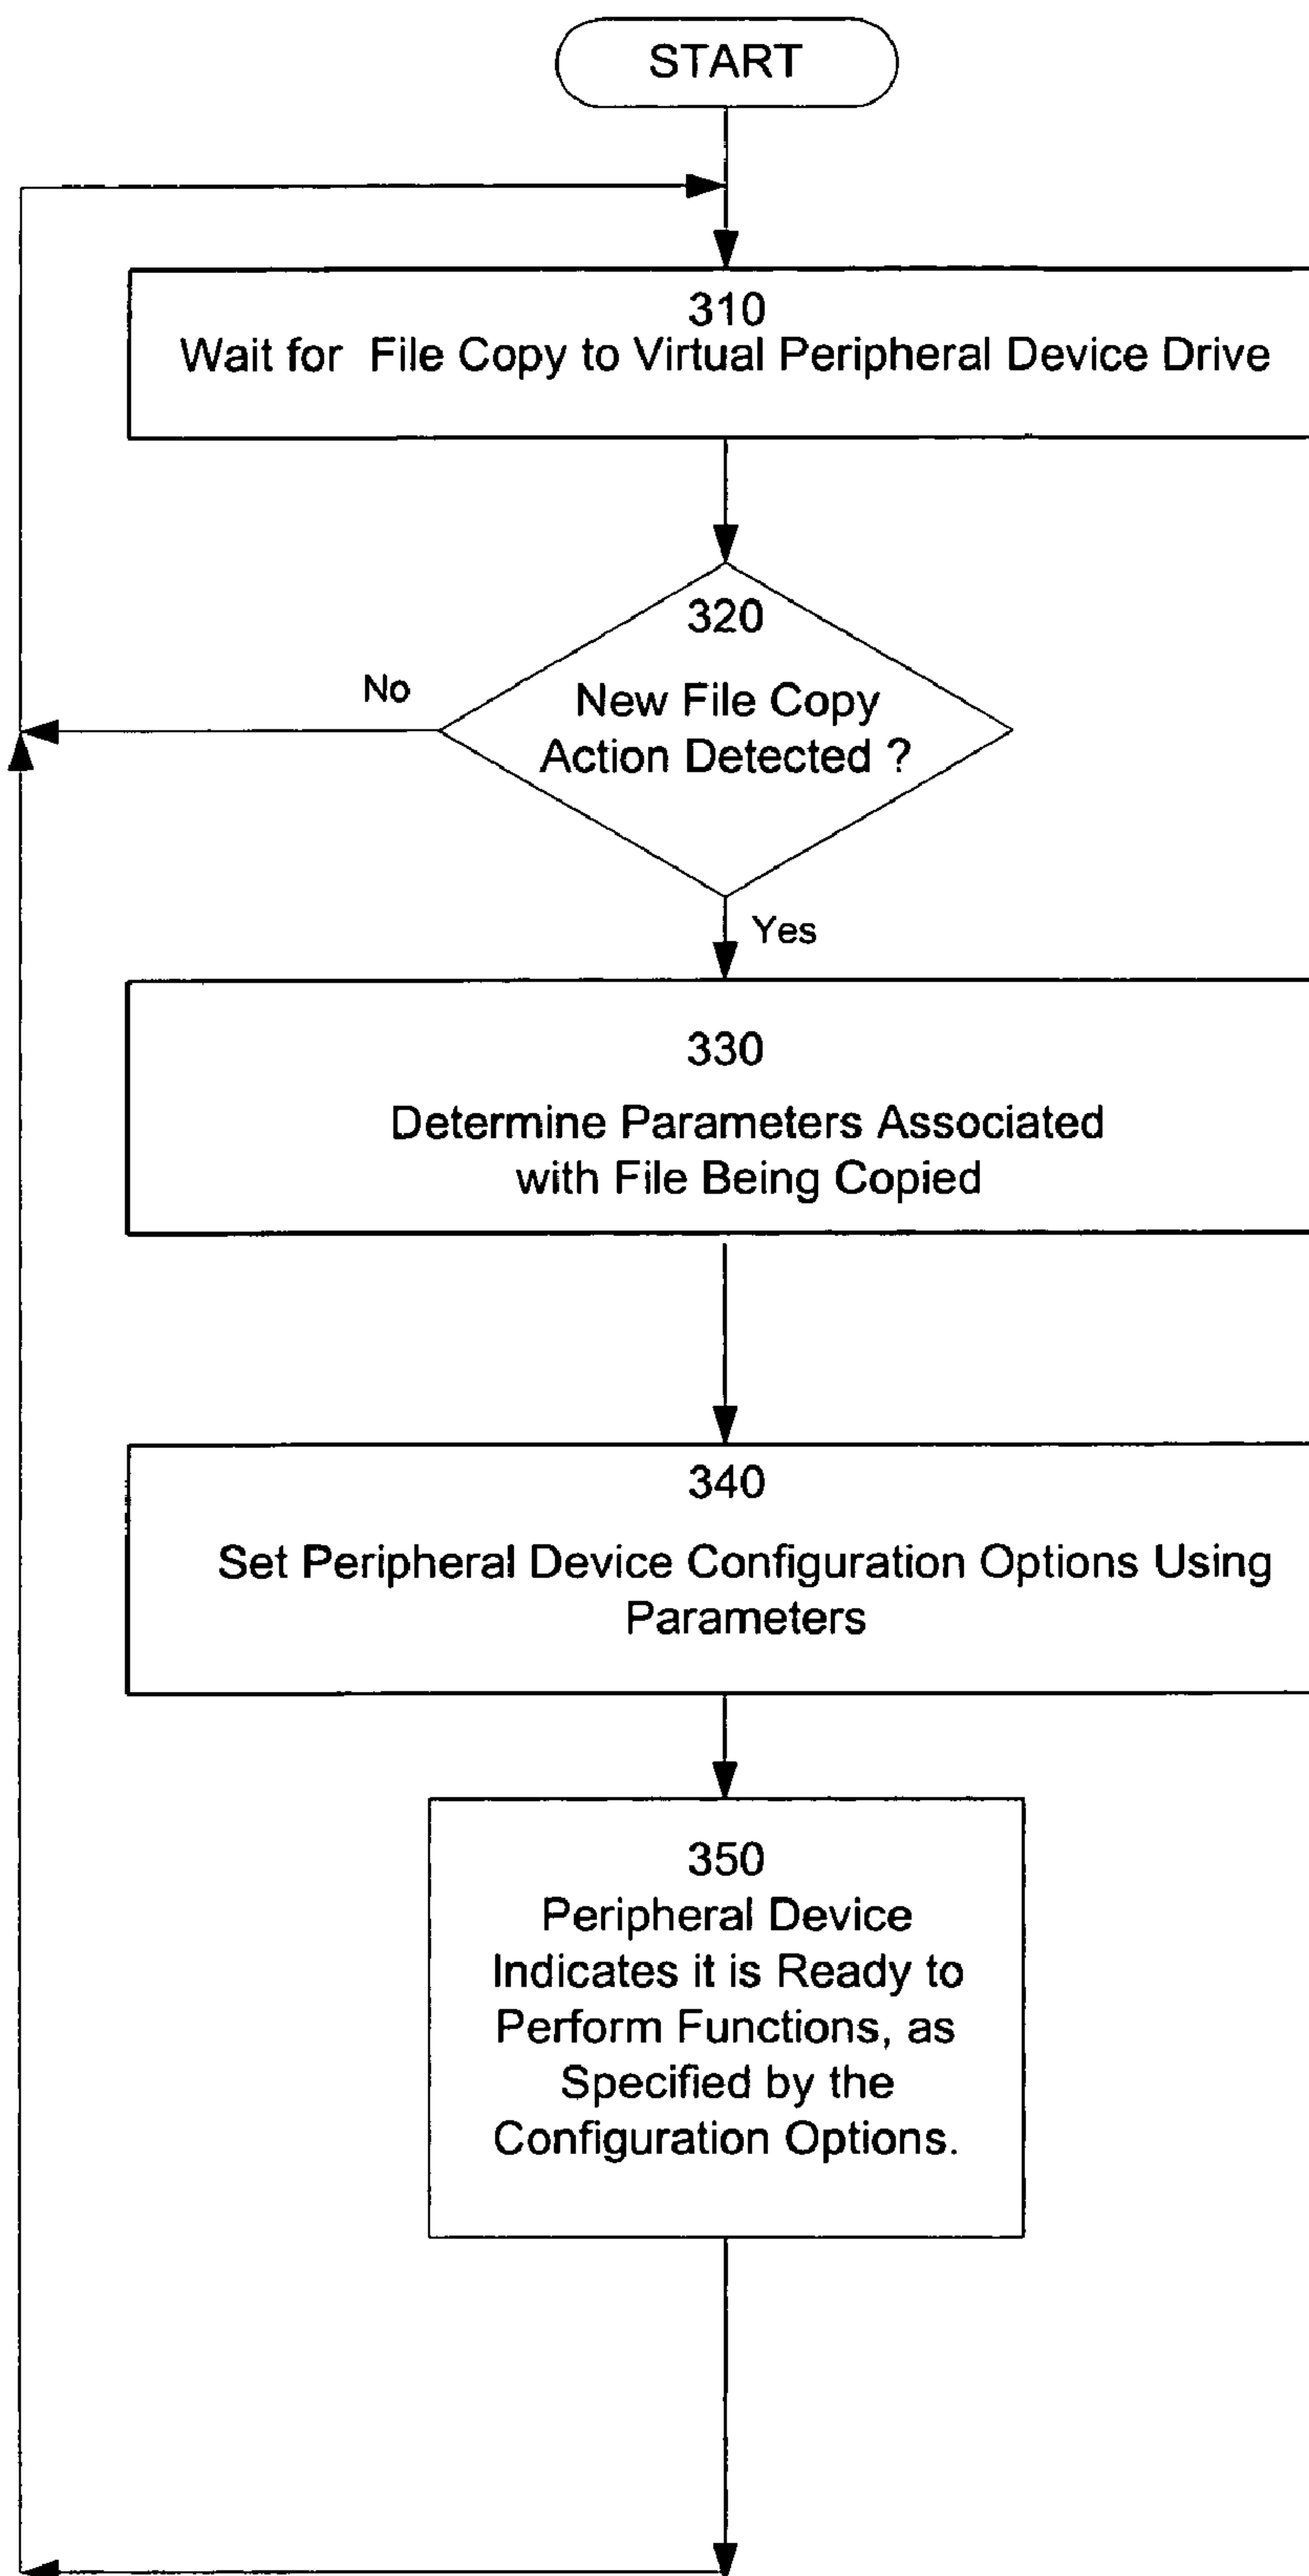 START
310
Wait for File Copy to Virtual Peripheral Device Drive
320
No
New File Copy
Action Detected ?
Yes
330
Determine Parameters Associated
with File Being Copied
340
Set Peripheral Device Configuration Options Using
Parameters
350
Peripheral Device
Indicates it is Ready to
Perform Functions, as
Specified by the
Configuration Options.